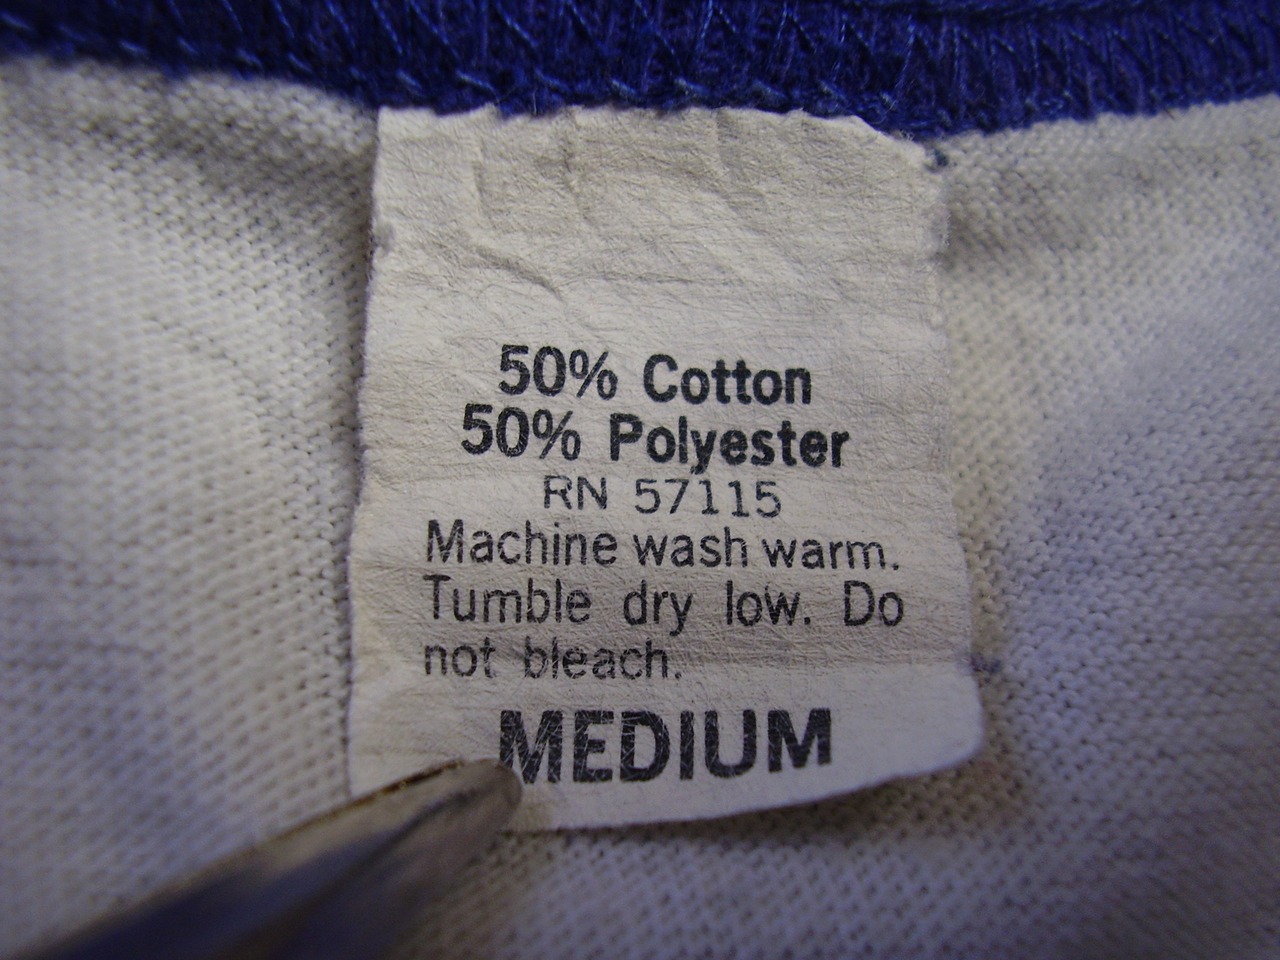 50% Cotton
50% Polyester
RN 57115
Machine wash warm.
Tumble dry low. Do
not bleach.
MEDIUM